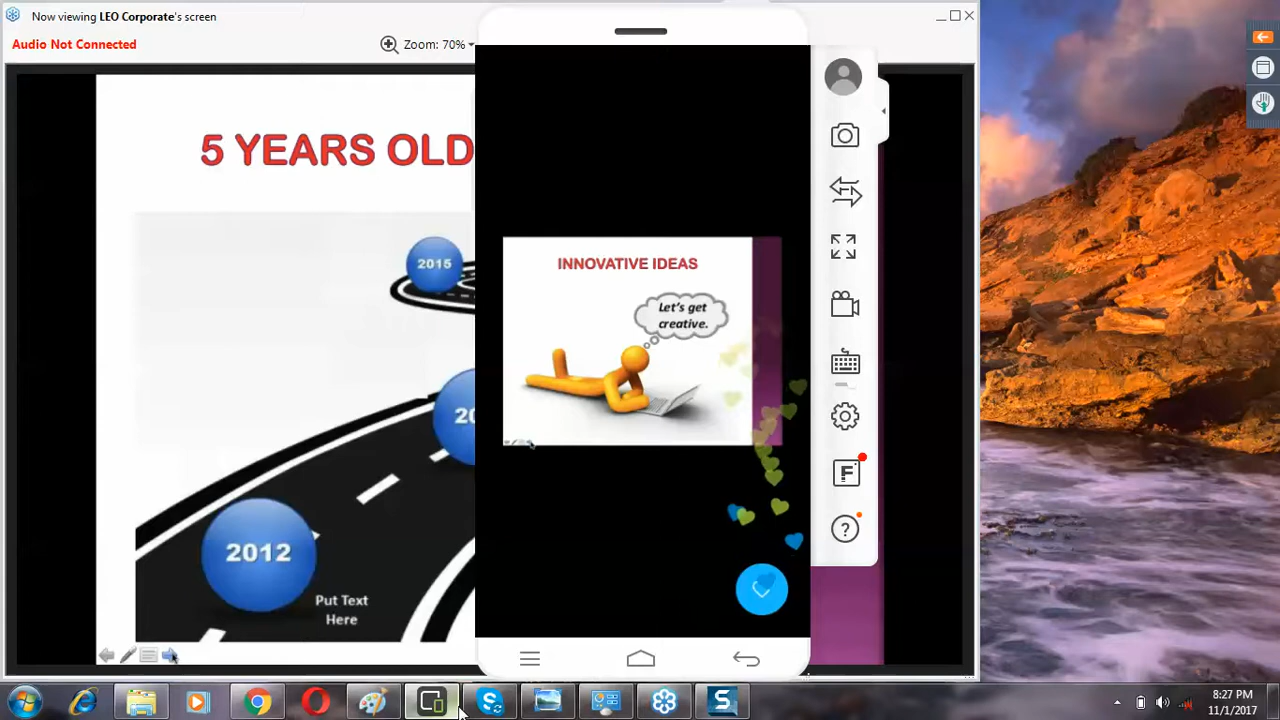 Now viewing LEO Corporate's screen
Audio Not Connected
Zoom: 70%
5 YEARS OLD
2015
20
2012
Put Text
Here
INNOVATIVE IDEAS
Let's get
creative.
F
?
S
S
8:27 PM
11/1/2017